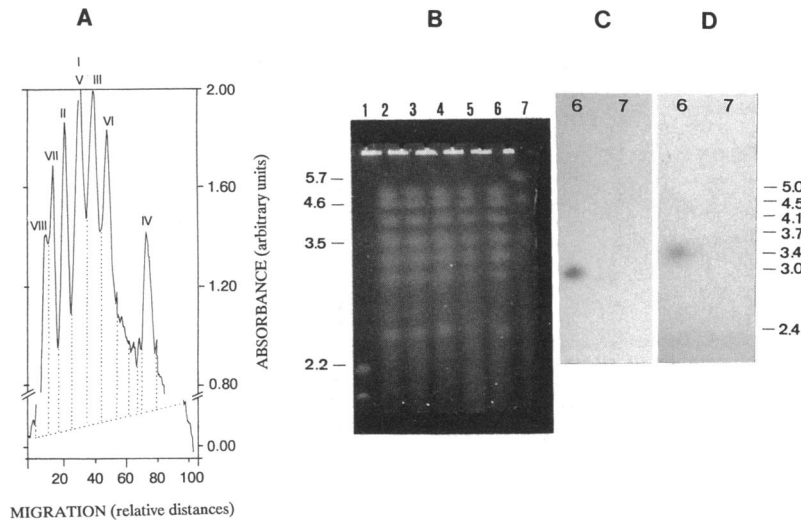 A
B
C
D
I
V
III
II
VI
VII
VIII
IV
2.00
1.60
1.20
0.80
0.00
ABSORBANCE (arbitrary units)
20 40 60 80 100
MIGRATION (relative distances)
1 2 3 4 5 6 7
5.7
4.6
3.5
2.2
6 7
6 7
5.0
4.5
4.1
3.7
3.4
3.0
2.4